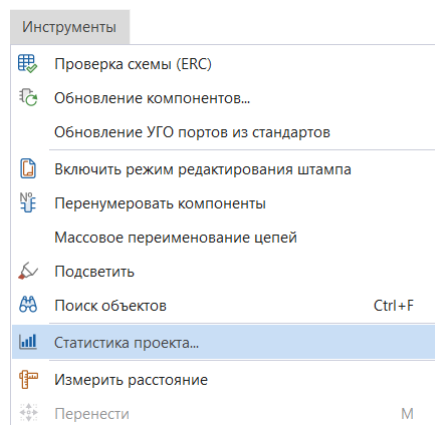 Инструменты
Проверка схемы (ERC)
Обновление компонентов...
Обновление УГО портов из стандартов
Включить режим редактирования штампа
Перенумеровать компоненты
Массовое переименование цепей
Подсветить
Поиск объектов Ctrl+F
Статистика проекта...
Измерить расстояние
Перенести M